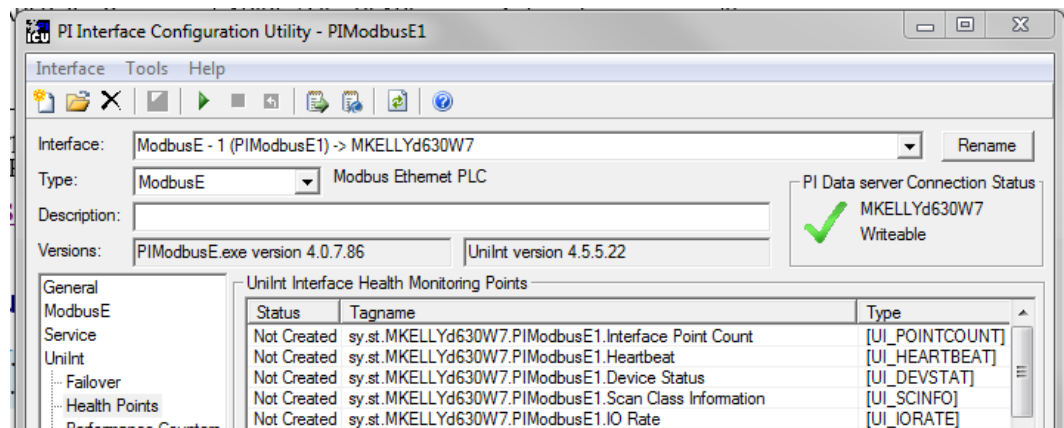 PI Interface Configuration Utility - PIModbusE1
Interface Tools Help
Interface: ModbusE - 1 (PIModbusE1) -> MKELLYd630W7 Rename
Type: ModbusE Modbus Ethernet PLC
PI Data server Connection Status
MKELLYd630W7
Writeable
Description:
Versions: PIModbusE.exe version 4.0.7.86 UniInt version 4.5.5.22
General
ModbusE
Service
UniInt
Failover
Health Points
Performance Counters
UniInt Interface Health Monitoring Points
Status Tagname Type
Not Created sy.st.MKELLYd630W7.PIModbusE1.Interface Point Count [UI_POINTCOUNT]
Not Created sy.st.MKELLYd630W7.PIModbusE1.Heartbeat [UI_HEARTBEAT]
Not Created sy.st.MKELLYd630W7.PIModbusE1.Device Status [UI_DEVSTAT]
Not Created sy.st.MKELLYd630W7.PIModbusE1.Scan Class Information [UI_SCINFO]
Not Created sy.st.MKELLYd630W7.PIModbusE1.IO Rate [UI_IORATE]